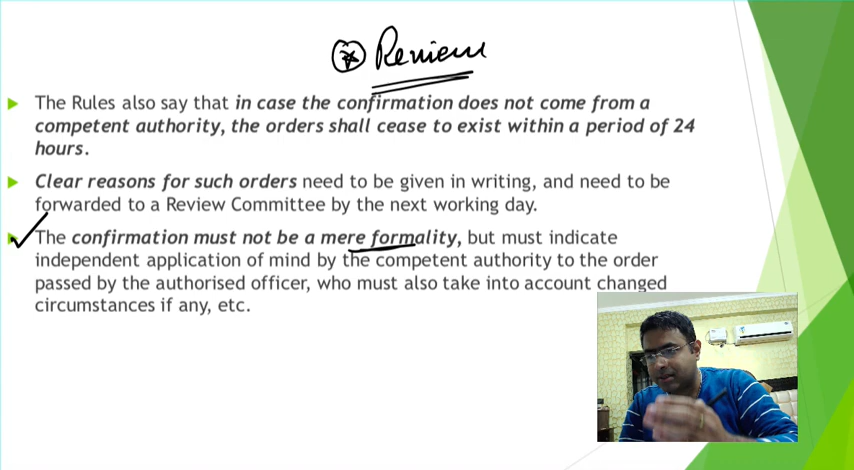 Review
The Rules also say that in case the confirmation does not come from a
competent authority, the orders shall cease to exist within a period of 24
hours.
Clear reasons for such orders need to be given in writing, and need to be
forwarded to a Review Committee by the next working day.
The confirmation must not be a mere formality, but must indicate
independent application of mind by the competent authority to the order
passed by the authorised officer, who must also take into account changed
circumstances if any, etc.